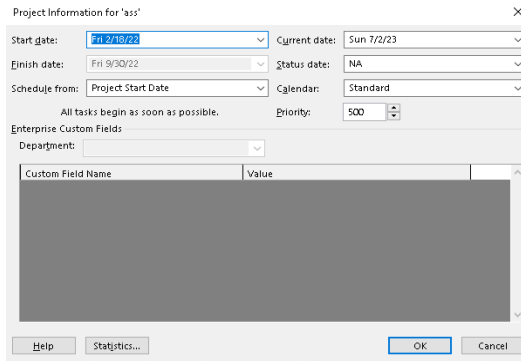 Project Information for 'ass'
Start date: Fri 2/18/22 Current date: Sun 7/2/23
Finish date: Fri 9/30/22 Status date: NA
Schedule from: Project Start Date Calendar: Standard
All tasks begin as soon as possible. Priority: 500
Enterprise Custom Fields
Department:
Custom Field Name Value
Help Statistics... OK Cancel